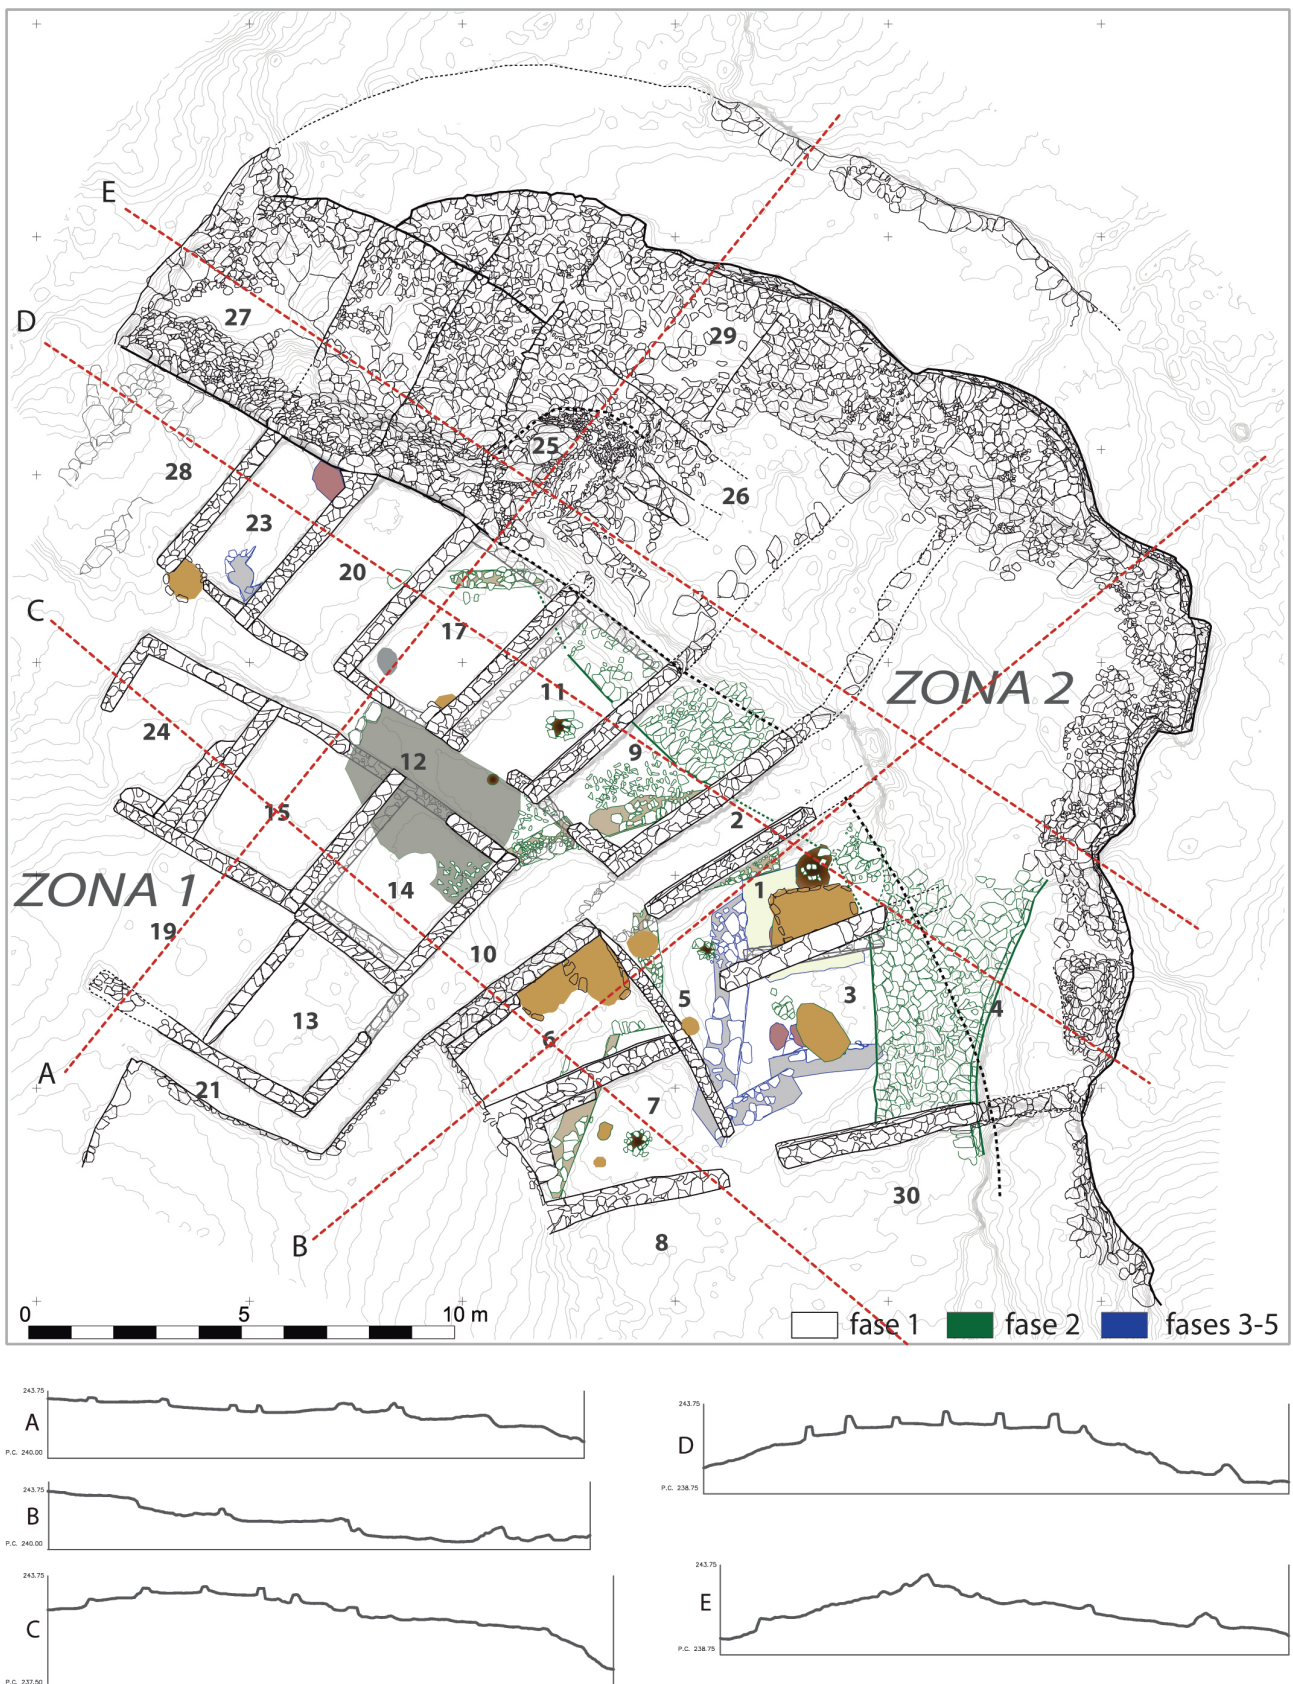 E
27
D
29
25
28
26
23
20
C
17
ZONA 2
11
24
12
9
15
2
ZONA 1
14
1
19
10
5
3
4
13
6
A
21
7
30
B
8
0 5 10 m
fase 1 fase 2 fases 3-5
243.75
A
P.C. 240.00
243.75
B
P.C. 240.00
243.75
C
P.C. 237.50
243.75
D
P.C. 238.75
243.75
E
P.C. 238.75